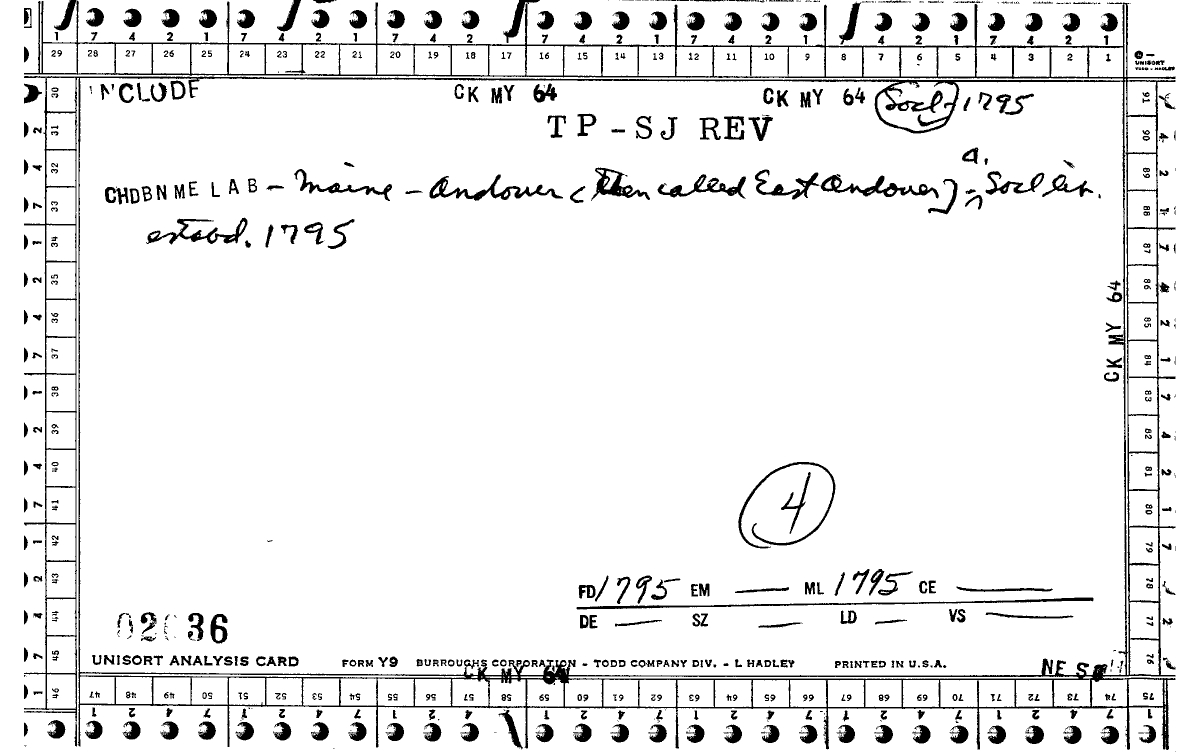 7 4 2 1 7 4 2 1 7 4 2 1 7 4 2 1 7 4 2 1 7 4 2 1 7 4 2 1
29 28 27 26 25 24 23 22 21 20 19 18 17 16 15 14 13 12 11 10 9 8 7 6 5 4 3 2 1
UNISORT
TODD - HADLEY
INCLUDE CK MY 64 CK MY 64 Socl - 1795
TP - SJ REV
CHDBNME LAB - Maine - Andover (then called East Andover) - a. Socl lib.
estabd. 1795
CK MY 64
4
FD 1795 EM — ML 1795 CE —
DE — SZ — LD — VS —
36
UNISORT ANALYSIS CARD FORM Y9 BURROUGHS CORPORATION - TODD COMPANY DIV. - L HADLEY PRINTED IN U.S.A.
CK MY 64 NE
30 31 32 33 34 35 36 37 38 39 40 41 42 43 44 45 46
91 90 89 88 87 86 85 84 83 82 81 80 79 78 77 76
47 48 49 50 51 52 53 54 55 56 57 58 59 60 61 62 63 64 65 66 67 68 69 70 71 72 73 74 75